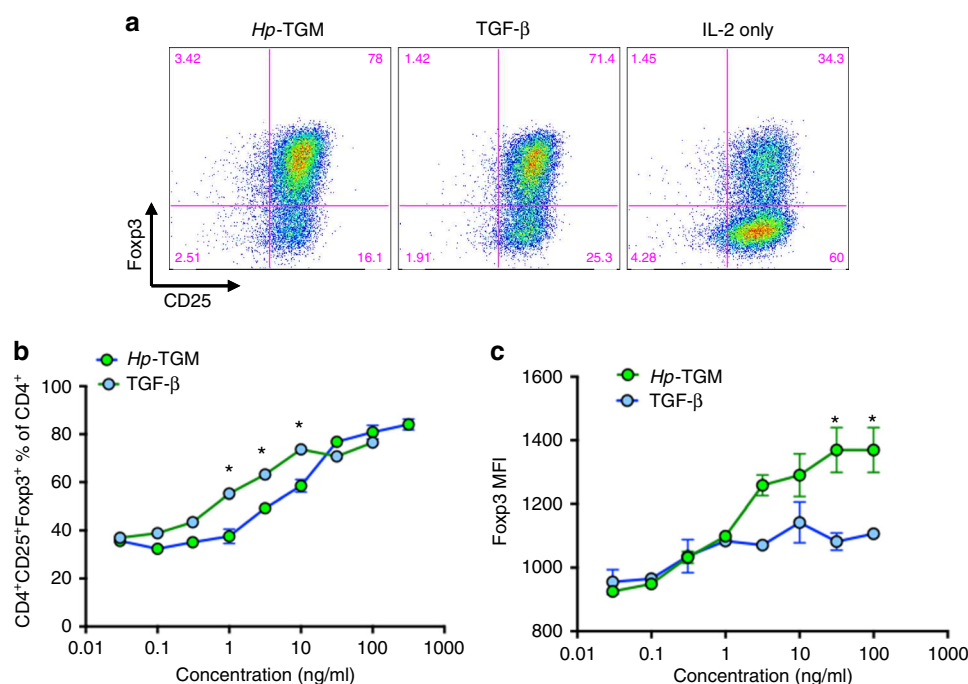 a
Hp-TGM
TGF-β
IL-2 only
3.42 78
1.42 71.4
1.45 34.3
2.51 16.1
1.91 25.3
4.28 60
Foxp3
CD25
b
Hp-TGM
TGF-β
CD4⁺CD25⁺Foxp3⁺ % of CD4⁺
100
80
60
40
20
0
* * *
0.01 0.1 1 10 100 1000
Concentration (ng/ml)
c
Hp-TGM
TGF-β
Foxp3 MFI
1600
1400
1200
1000
800
* *
0.01 0.1 1 10 100 1000
Concentration (ng/ml)